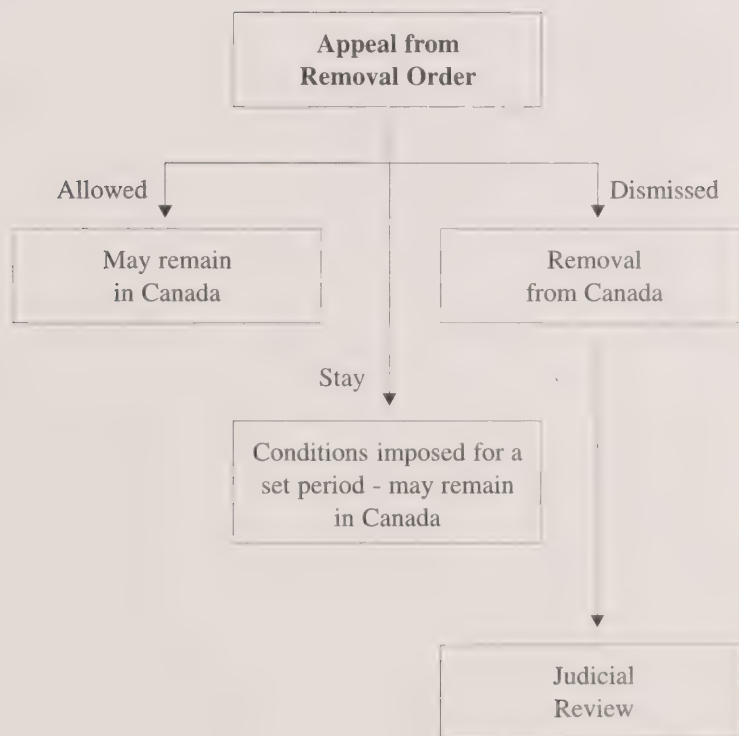 Appeal from
Removal Order
Allowed
Dismissed
May remain
in Canada
Removal
from Canada
Stay
Conditions imposed for a
set period - may remain
in Canada
Judicial
Review